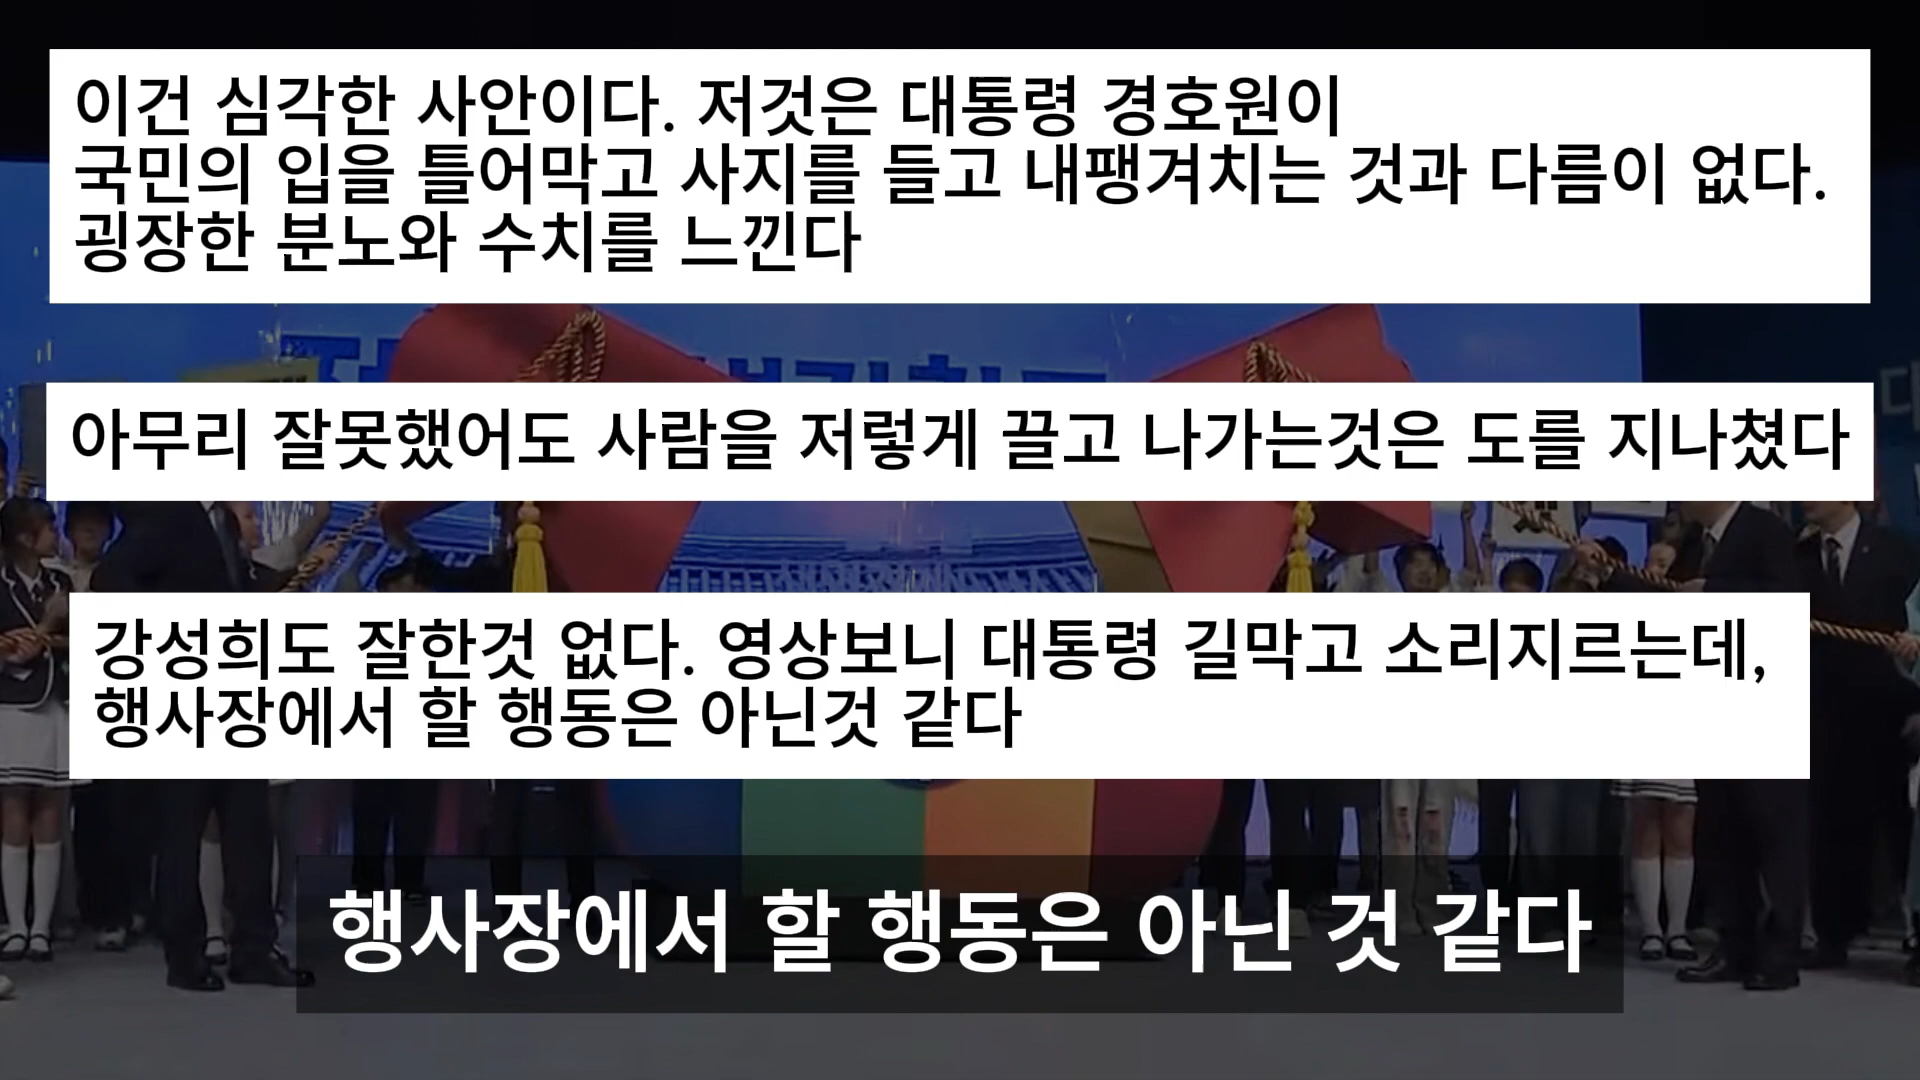 이건 심각한 사안이다. 저것은 대통령 경호원이
국민의 입을 틀어막고 사지를 들고 내팽겨치는 것과 다름이 없다.
굉장한 분노와 수치를 느낀다
아무리 잘못했어도 사람을 저렇게 끌고 나가는것은 도를 지나쳤다
강성희도 잘한것 없다. 영상보니 대통령 길막고 소리지르는데,
행사장에서 할 행동은 아닌것 같다
행사장에서 할 행동은 아닌 것 같다